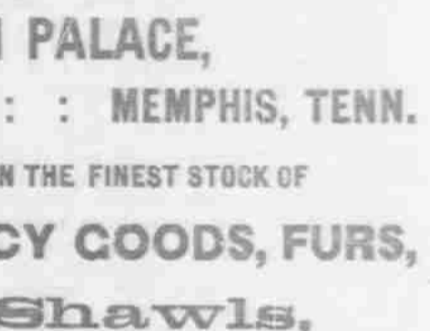 PALACE,
: : MEMPHIS, TENN.
THE FINEST STOCK OF
CY GOODS, FURS,
Shawls.